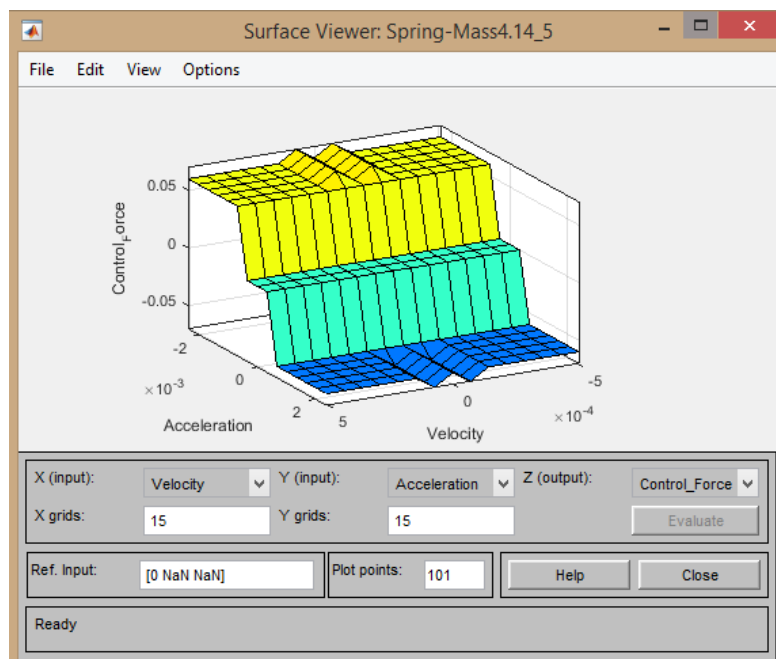 Surface Viewer: Spring-Mass4.14_5
File Edit View Options
0.05
0
-0.05
Control_Force
-2
0
2
×10⁻³
Acceleration
5
0
-5
×10⁻⁴
Velocity
X (input): Velocity Y (input): Acceleration Z (output): Control_Force
X grids: 15 Y grids: 15 Evaluate
Ref. Input: [0 NaN NaN] Plot points: 101 Help Close
Ready